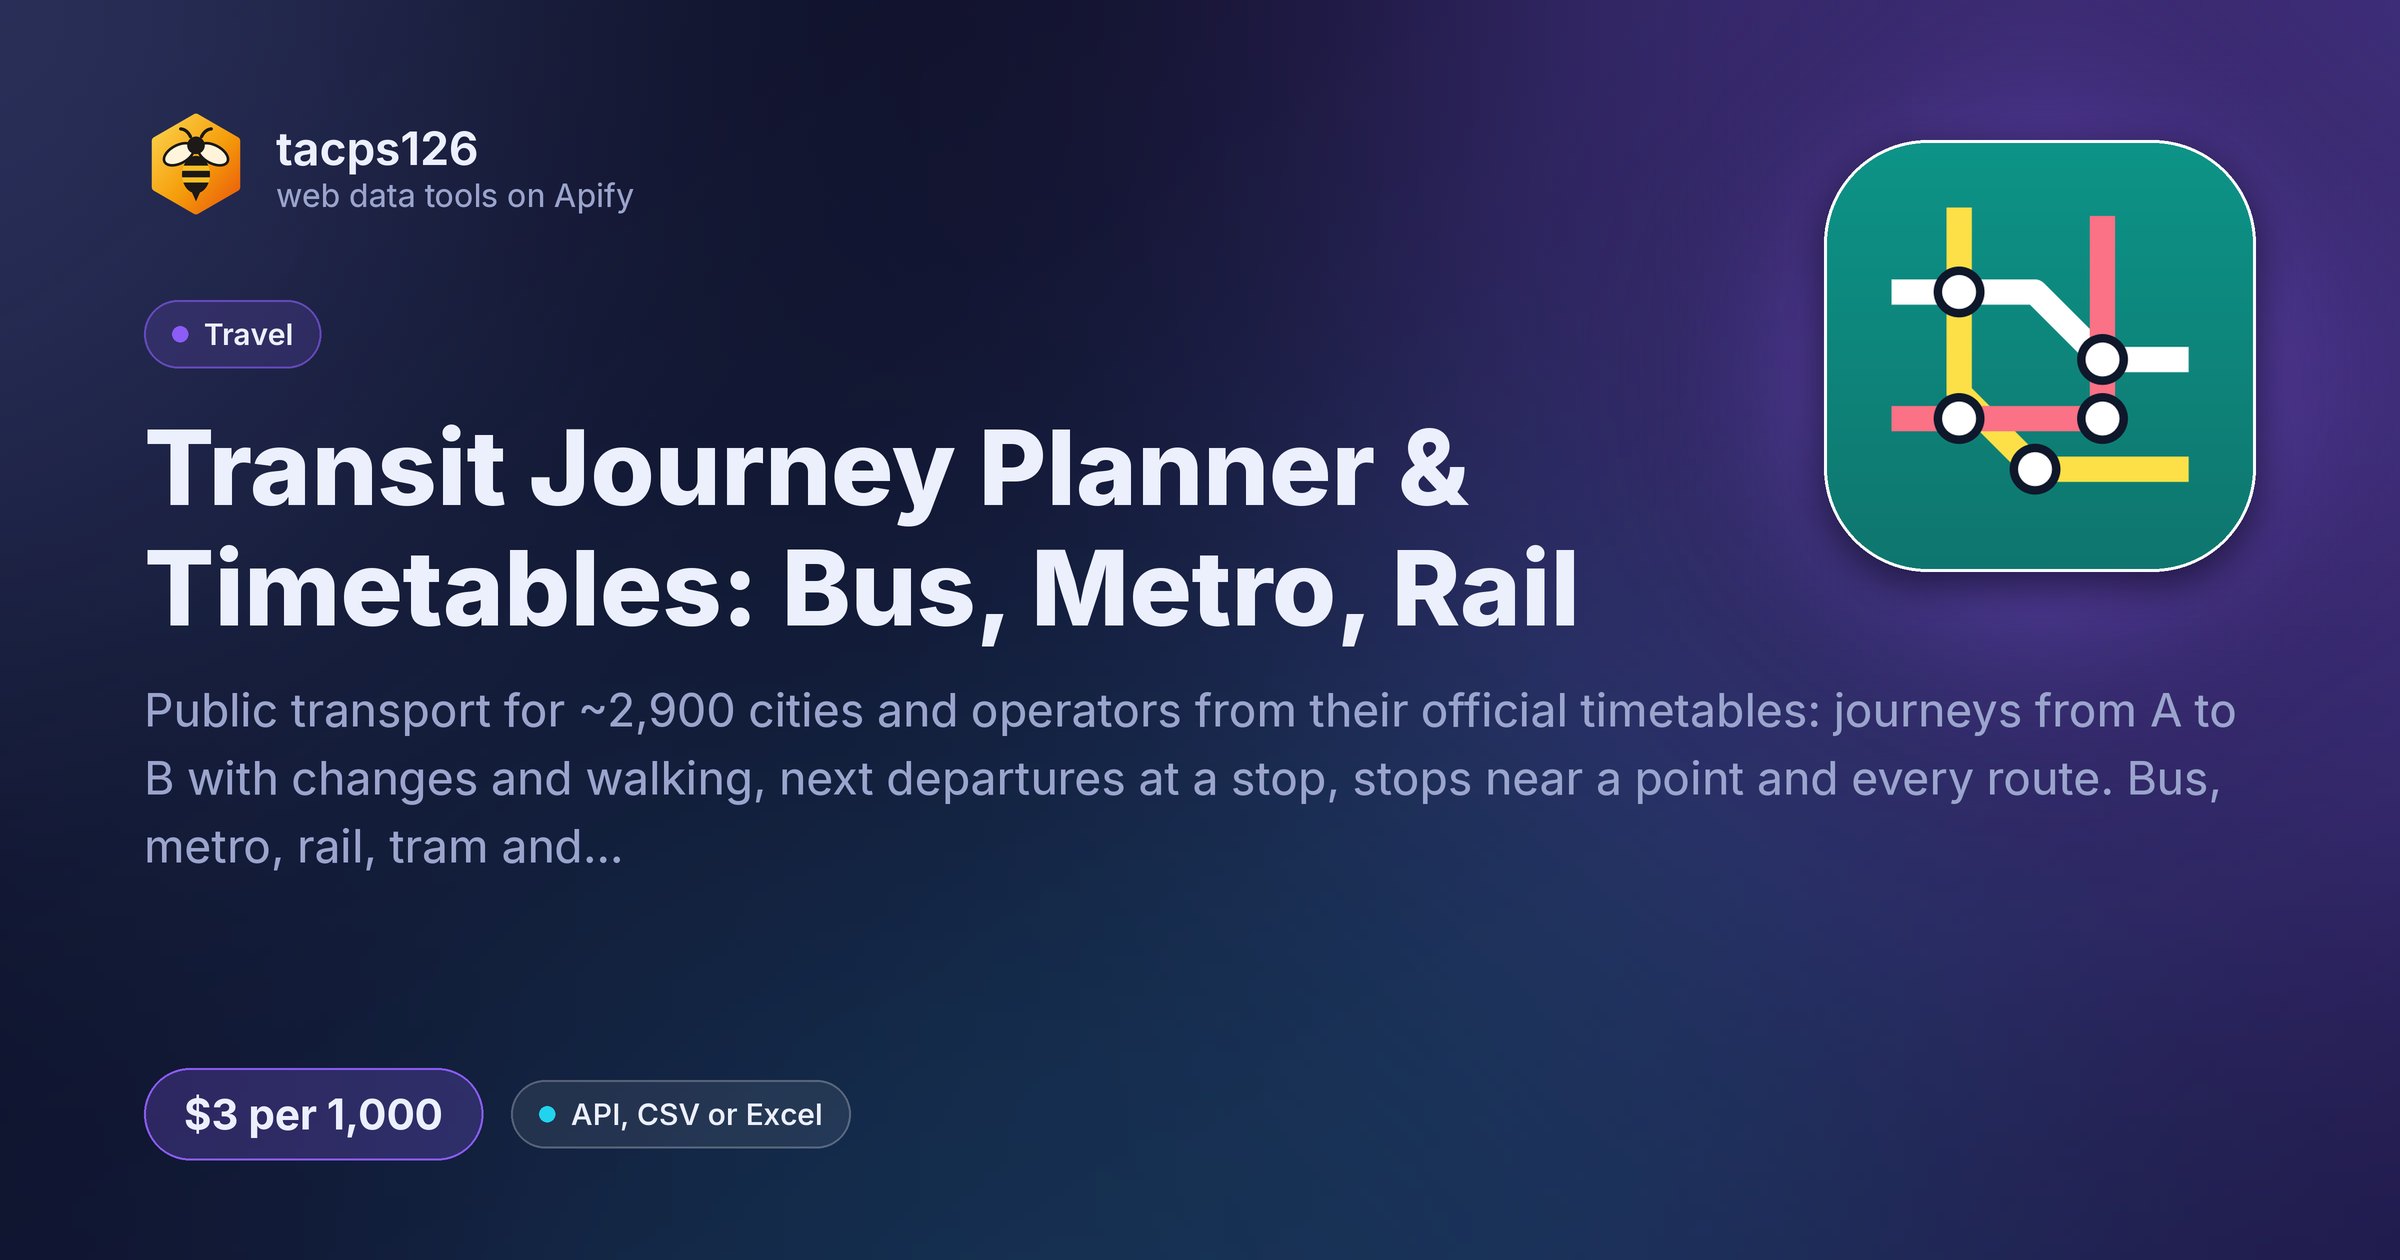 tacps126
web data tools on Apify
Travel
Transit Journey Planner &
Timetables: Bus, Metro, Rail
Public transport for ~2,900 cities and operators from their official timetables: journeys from A to
B with changes and walking, next departures at a stop, stops near a point and every route. Bus,
metro, rail, tram and...
$3 per 1,000
API, CSV or Excel